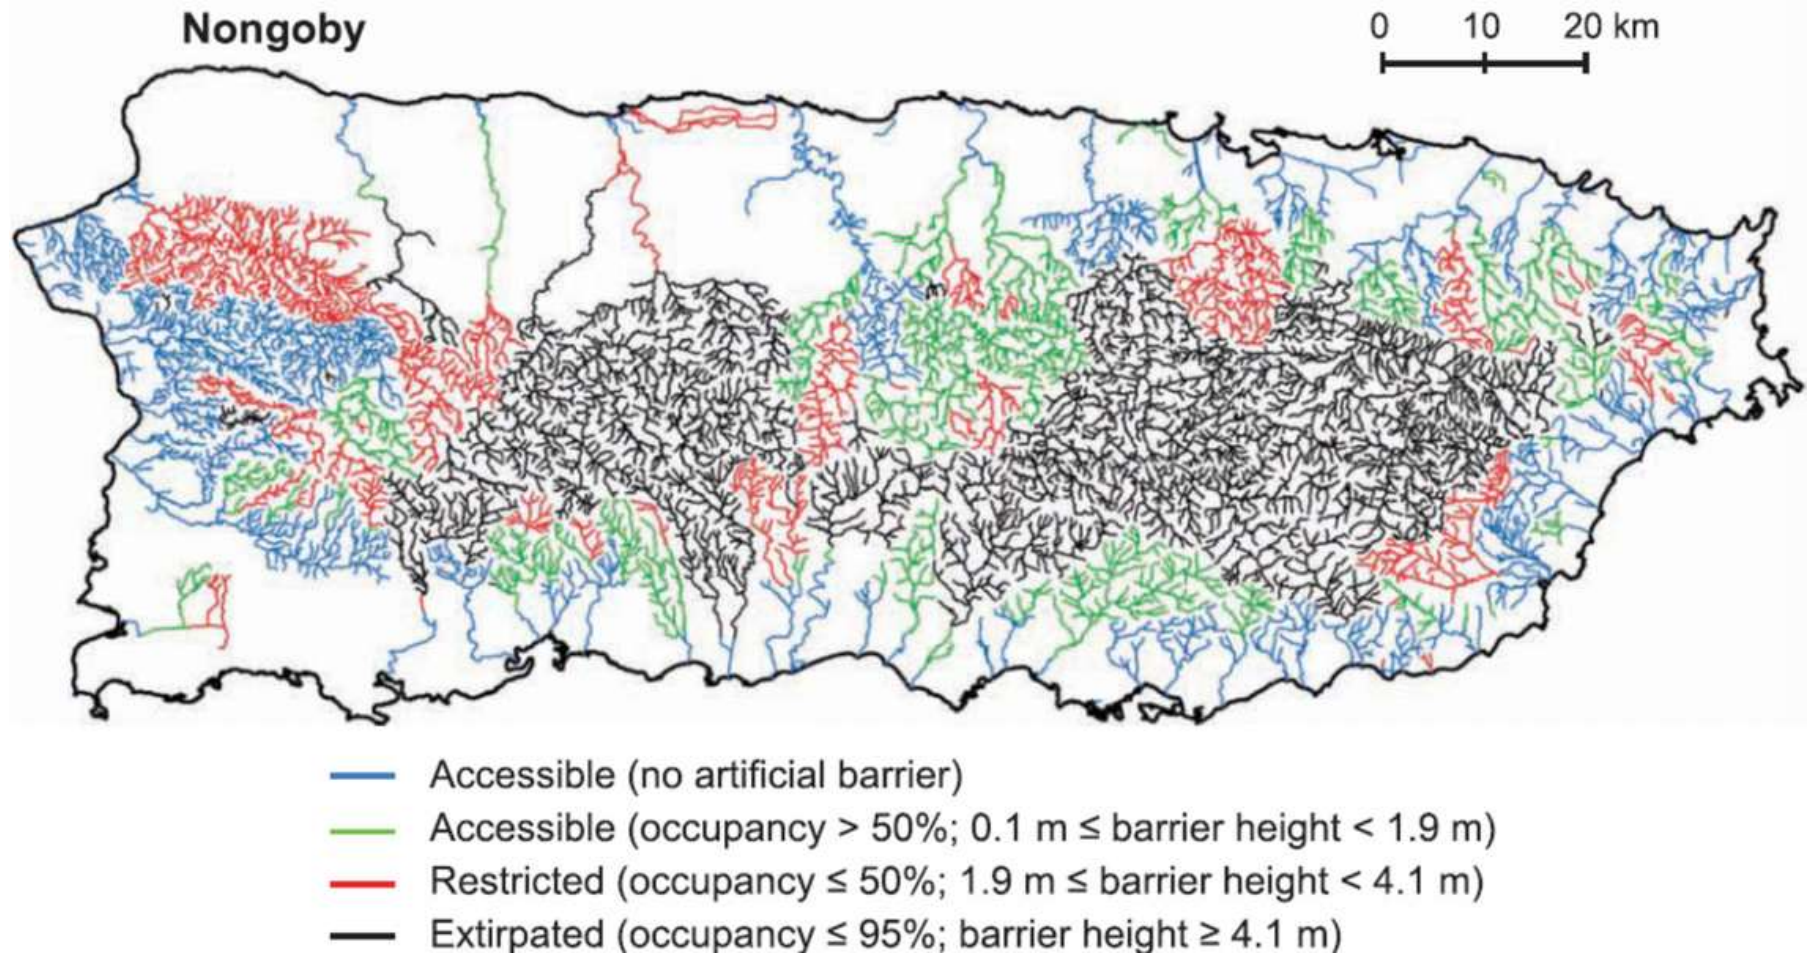 Nongoby
0 10 20 km
Accessible (no artificial barrier)
Accessible (occupancy > 50%; 0.1 m ≤ barrier height < 1.9 m)
Restricted (occupancy ≤ 50%; 1.9 m ≤ barrier height < 4.1 m)
Extirpated (occupancy ≤ 95%; barrier height ≥ 4.1 m)